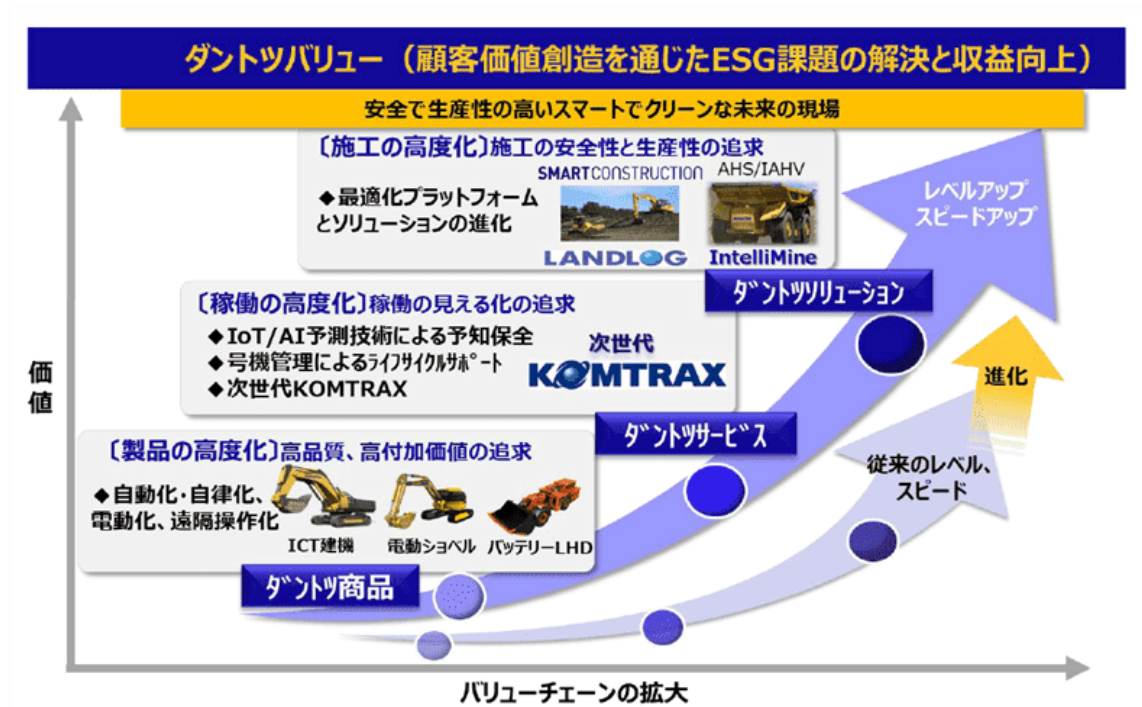 ダントツバリュー（顧客価値創造を通じたESG課題の解決と収益向上）
安全で生産性の高いスマートでクリーンな未来の現場
〔施工の高度化〕施工の安全性と生産性の追求
SMARTCONSTRUCTION
AHS/IAHV
◆最適化プラットフォーム
とソリューションの進化
LANDLOG
IntelliMine
レベルアップ
スピードアップ
ﾀﾞﾝﾄﾂソリューション
〔稼働の高度化〕稼働の見える化の追求
◆IoT/AI予測技術による予知保全
◆号機管理によるﾗｲﾌｻｲｸﾙｻﾎﾟｰﾄ
◆次世代KOMTRAX
次世代
KOMTRAX
ﾀﾞﾝﾄﾂサービス
進化
従来のレベル、
スピード
〔製品の高度化〕高品質、高付加価値の追求
◆自動化・自律化、
電動化、遠隔操作化
ICT建機
電動ショベル
バッテリーLHD
ﾀﾞﾝﾄﾂ商品
価値
バリューチェーンの拡大